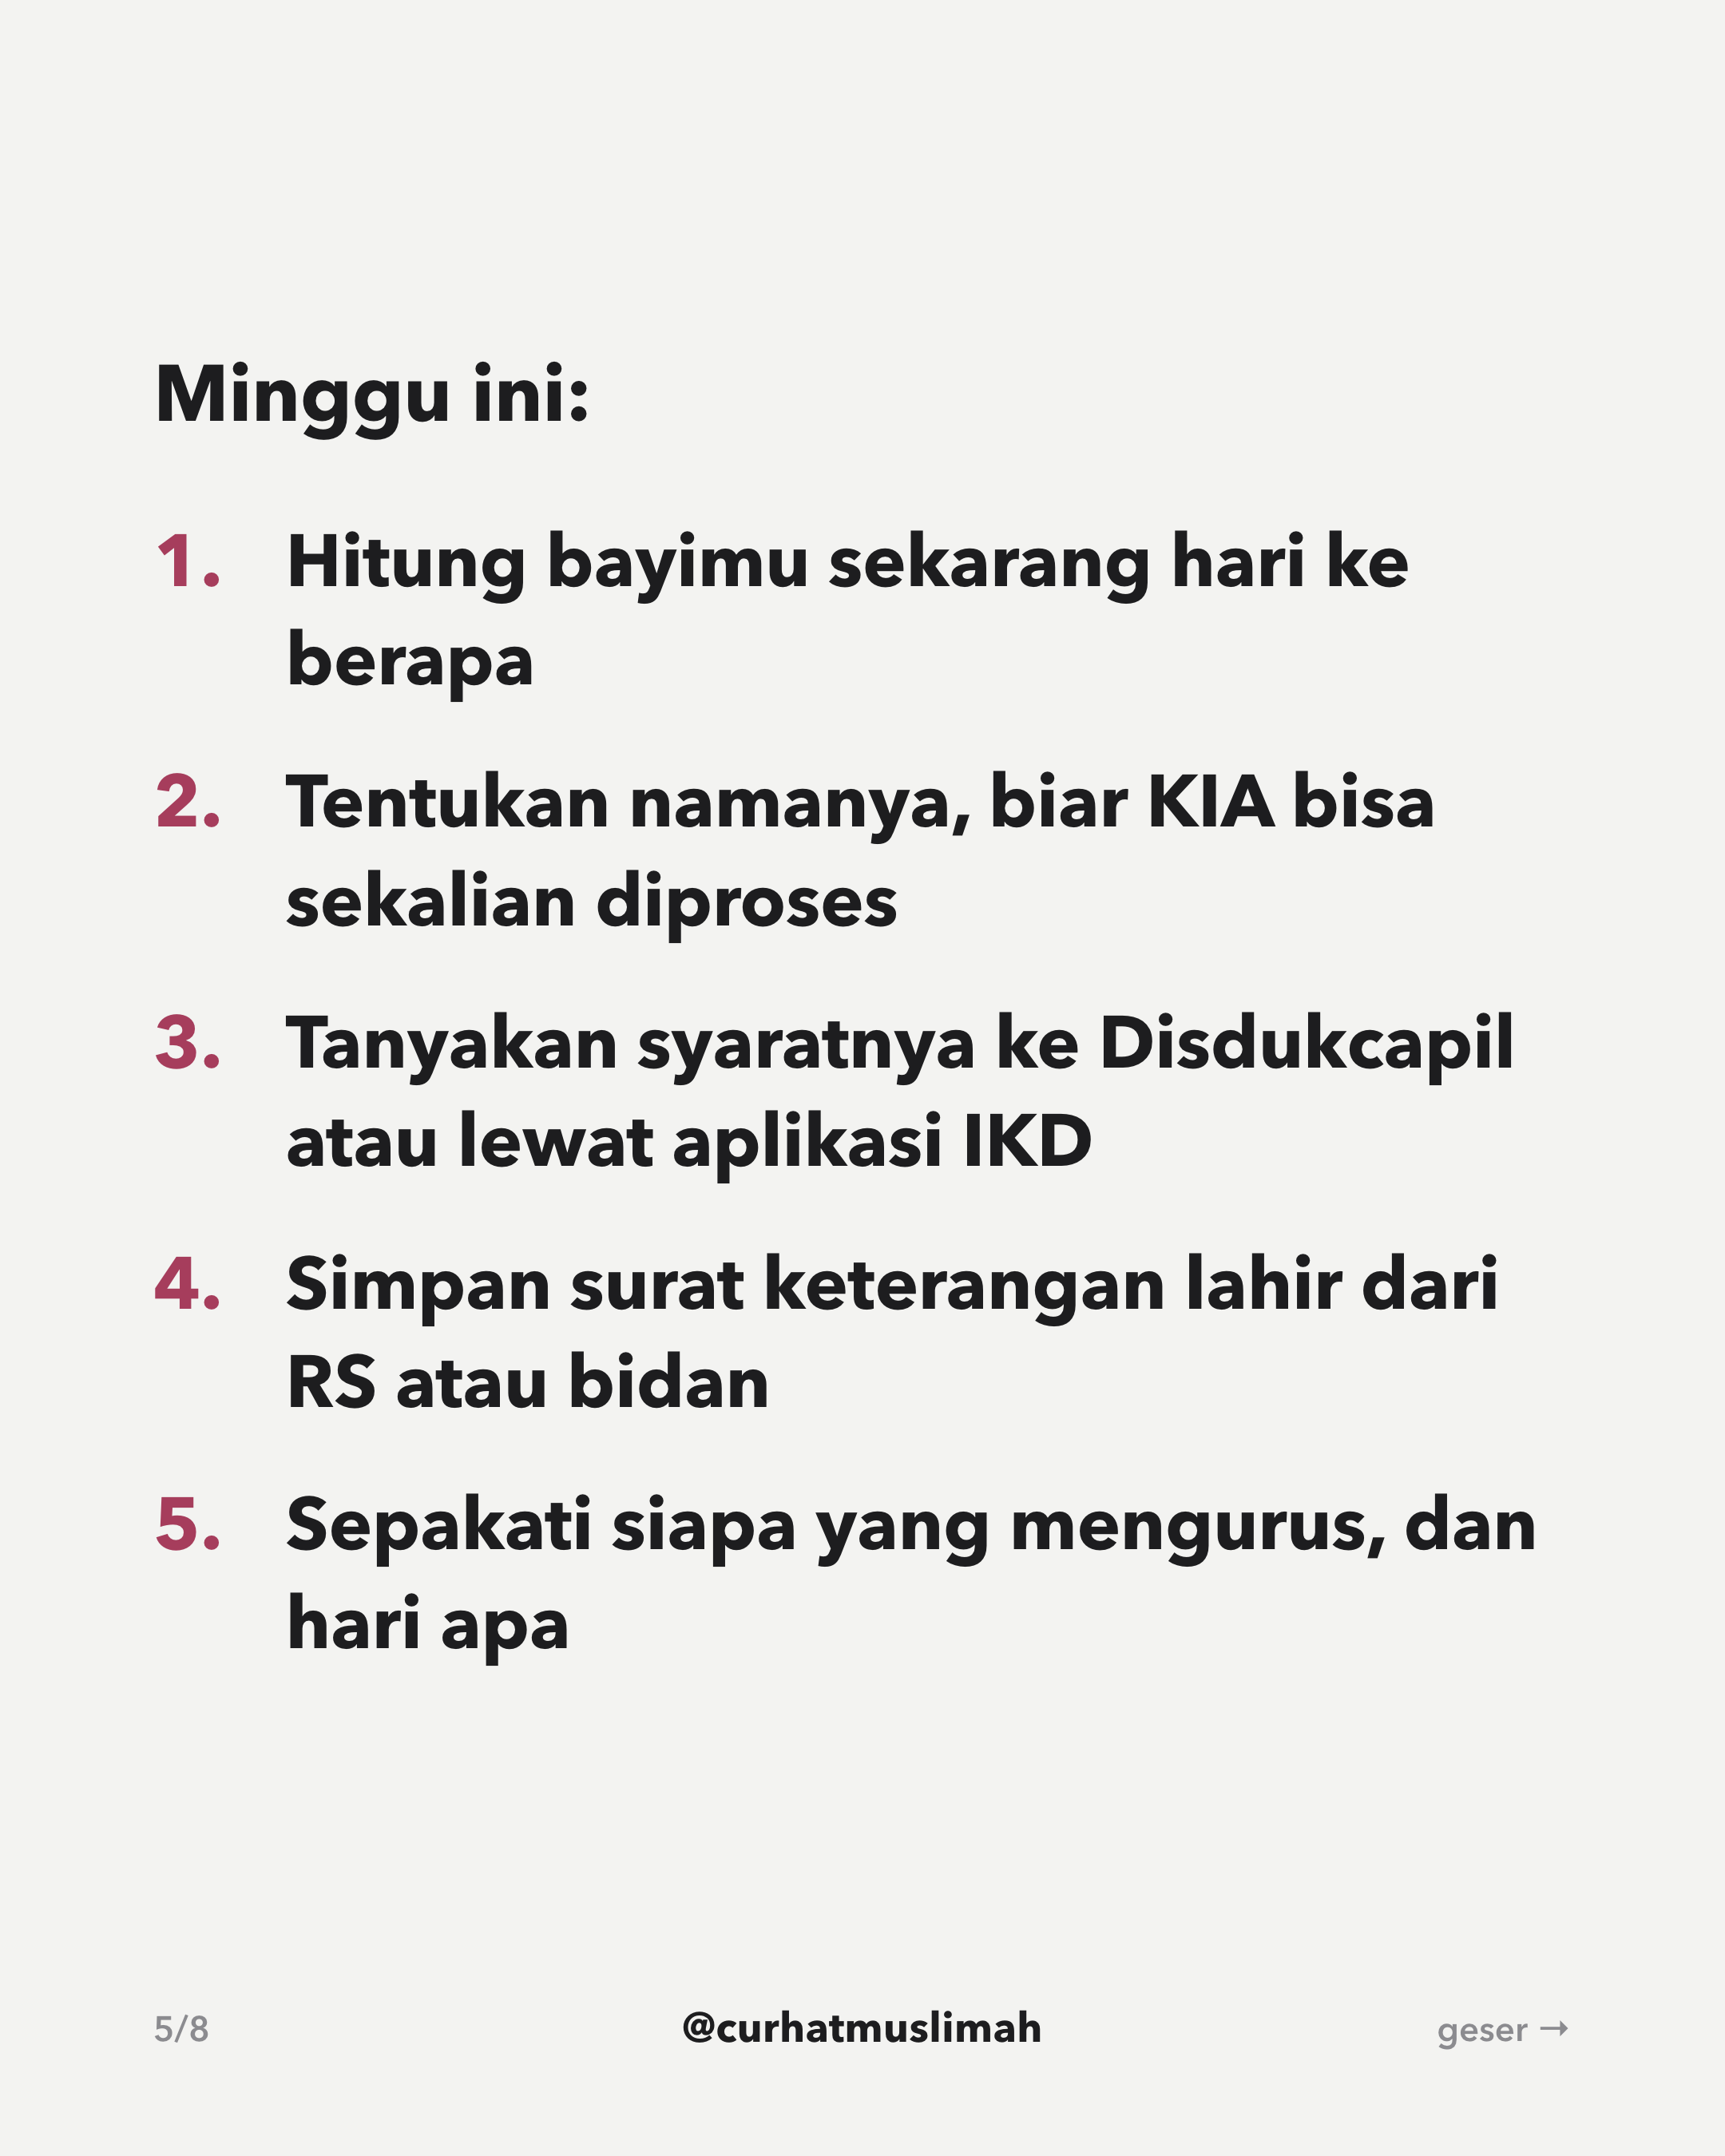 Minggu ini:
1. Hitung bayimu sekarang hari ke
berapa
2. Tentukan namanya, biar KIA bisa
sekalian diproses
3. Tanyakan syaratnya ke Disdukcapil
atau lewat aplikasi IKD
4. Simpan surat keterangan lahir dari
RS atau bidan
5. Sepakati siapa yang mengurus, dan
hari apa
5/8
@curhatmuslimah
geser →